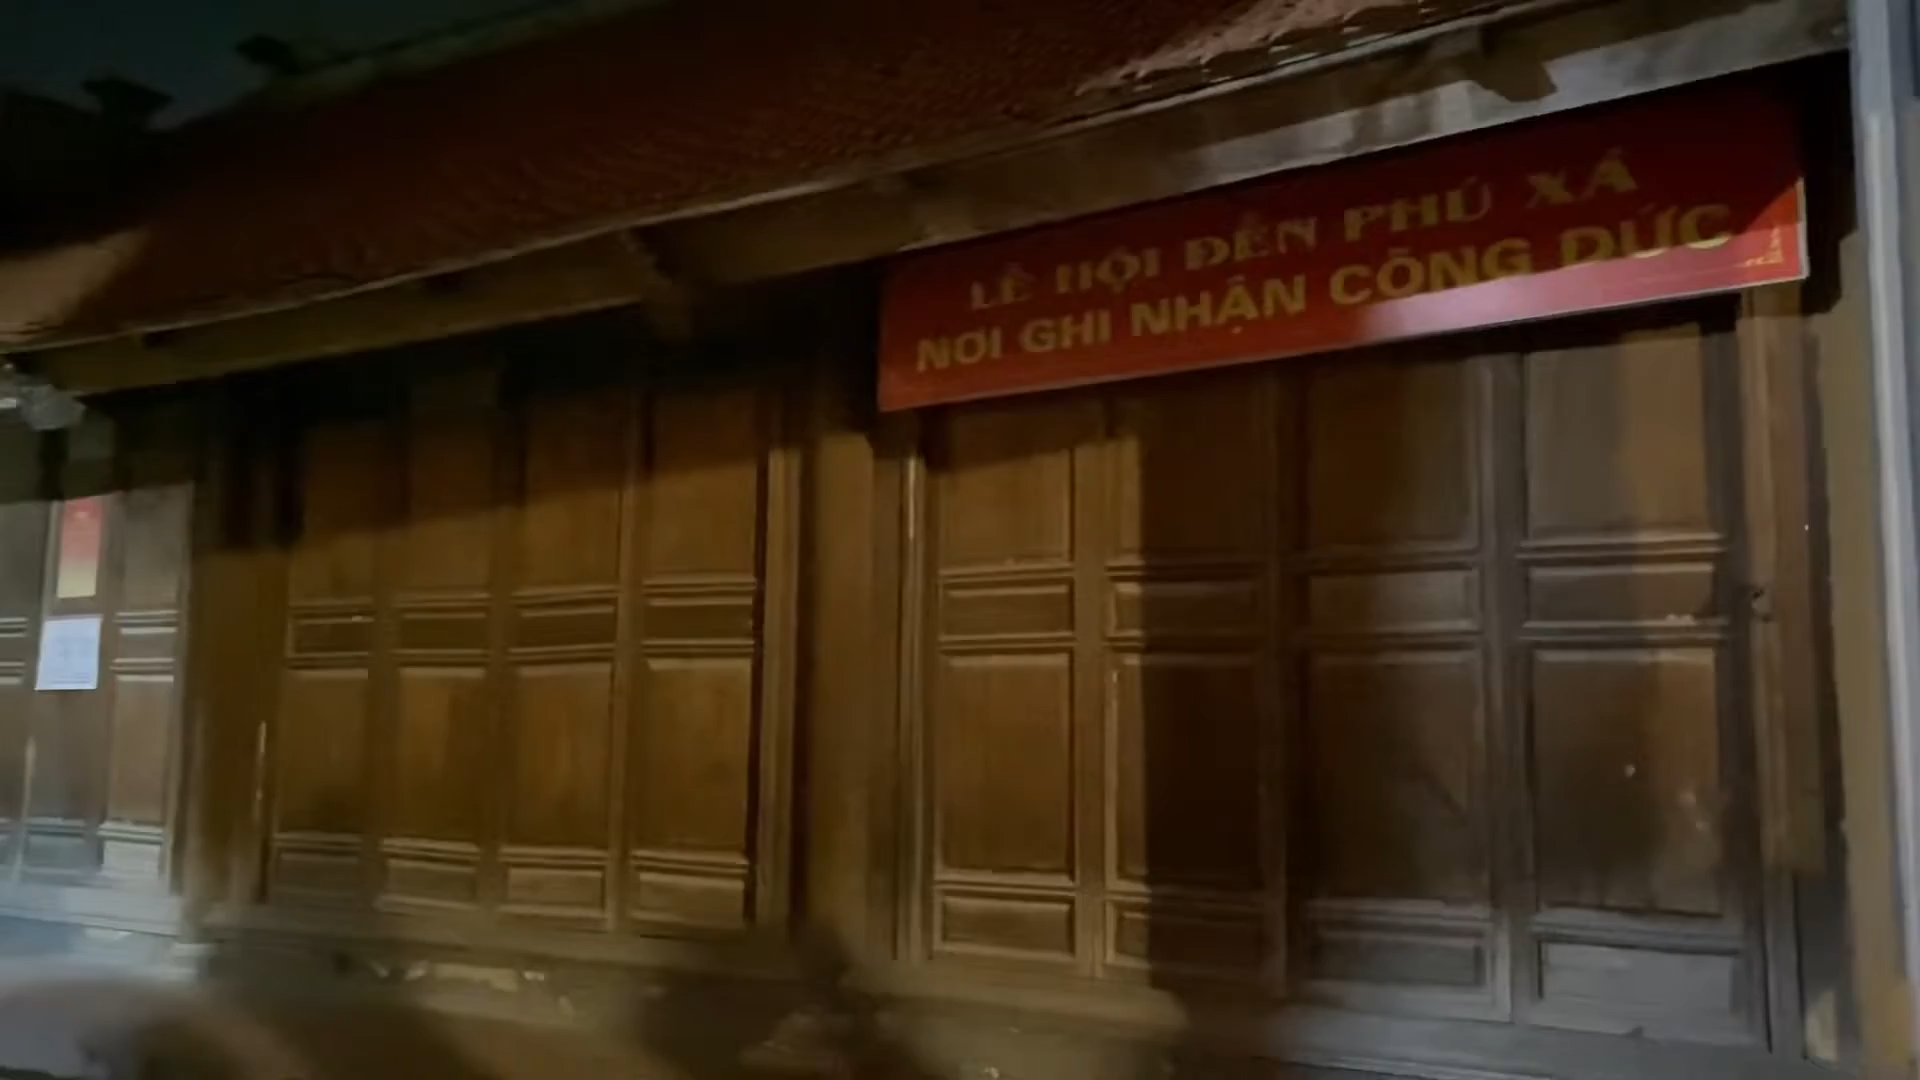 LỄ HỘI ĐỀN PHÚ XÁ
NƠI GHI NHẬN CÔNG ĐỨC